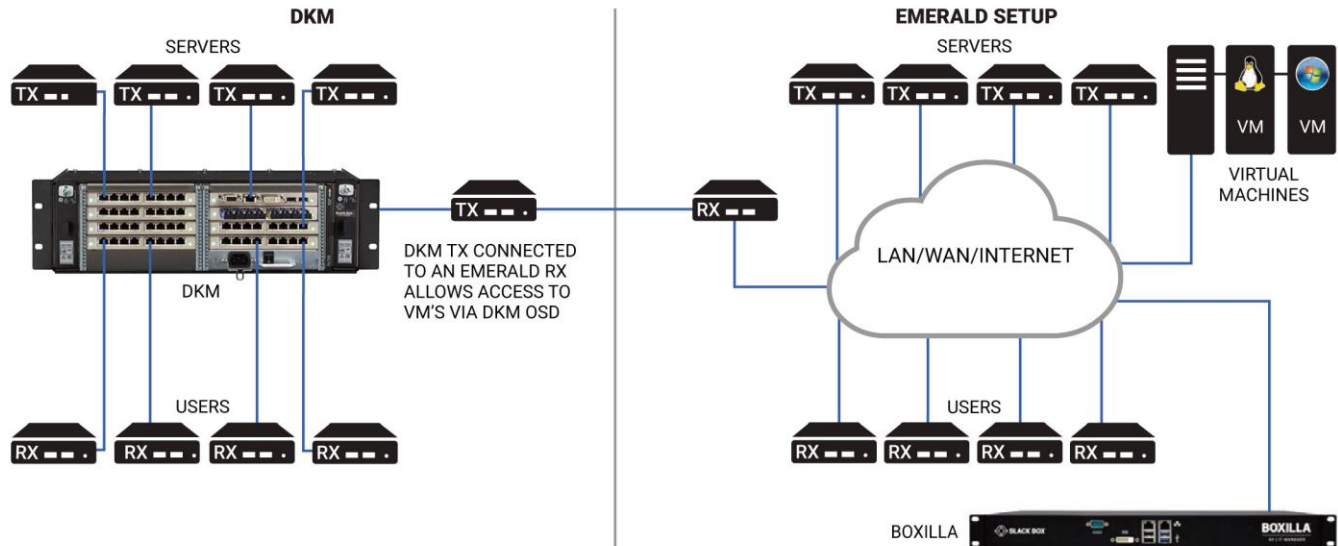 DKM
SERVERS
TX
TX
TX
TX
DKM
TX
DKM TX CONNECTED
TO AN EMERALD RX
ALLOWS ACCESS TO
VM'S VIA DKM OSD
USERS
RX
RX
RX
RX
EMERALD SETUP
SERVERS
TX
TX
TX
TX
VM
VM
VIRTUAL
MACHINES
RX
LAN/WAN/INTERNET
USERS
RX
RX
RX
RX
BOXILLA
BLACK BOX
BOXILLA